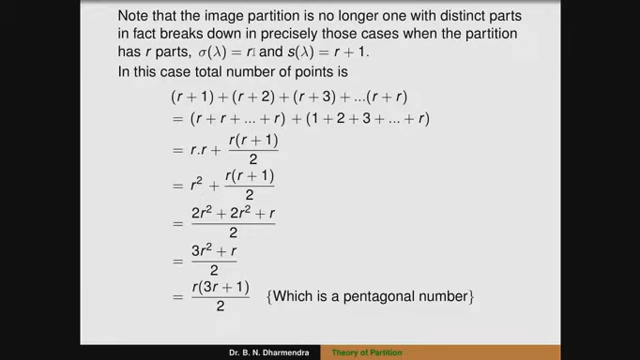 Note that the image partition is no longer one with distinct parts
in fact breaks down in precisely those cases when the partition
has r parts, σ(λ) = r and s(λ) = r + 1.
In this case total number of points is
(r + 1) + (r + 2) + (r + 3) + ...(r + r)
= (r + r + ... + r) + (1 + 2 + 3 + ... + r)
= r.r + r(r + 1)/2
= r² + r(r + 1)/2
= 2r² + 2r² + r/2
= 3r² + r/2
= r(3r + 1)/2 {Which is a pentagonal number}
Dr. B. N. Dharmendra Theory of Partition